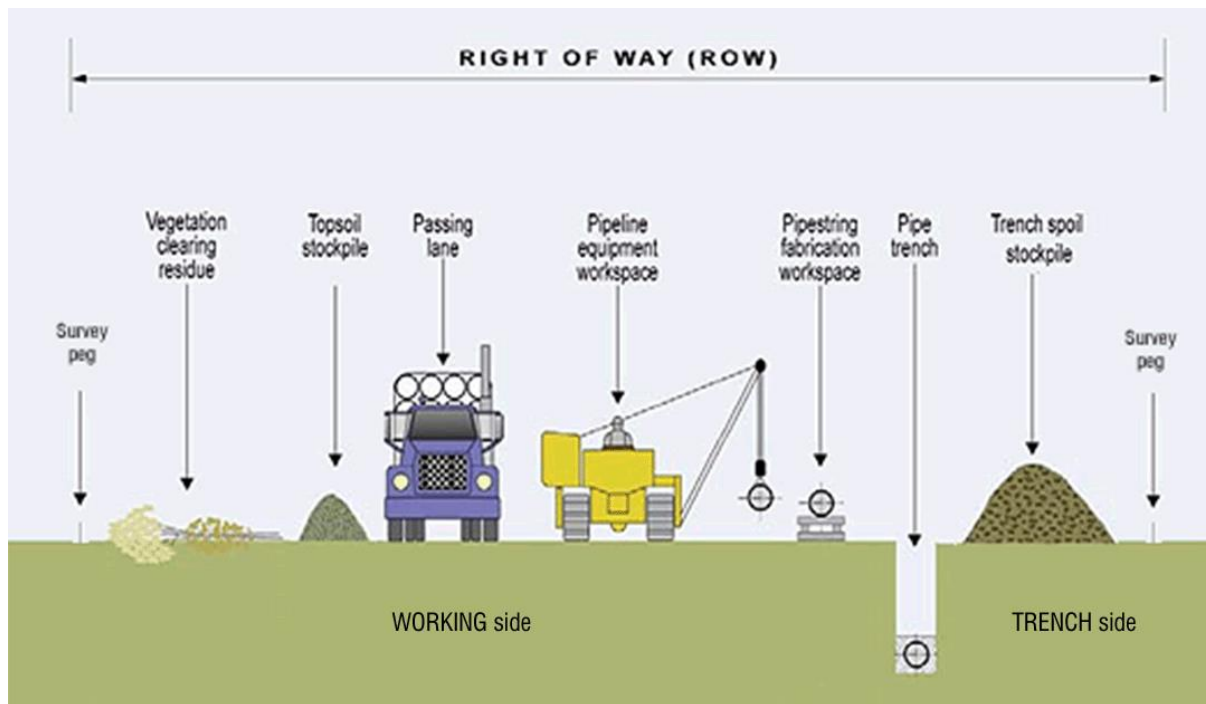 RIGHT OF WAY (ROW)
Vegetation
clearing
residue
Topsoil
stockpile
Passing
lane
Pipeline
equipment
workspace
Pipestring
fabrication
workspace
Pipe
trench
Trench spoil
stockpile
Survey
peg
Survey
peg
WORKING side
TRENCH side